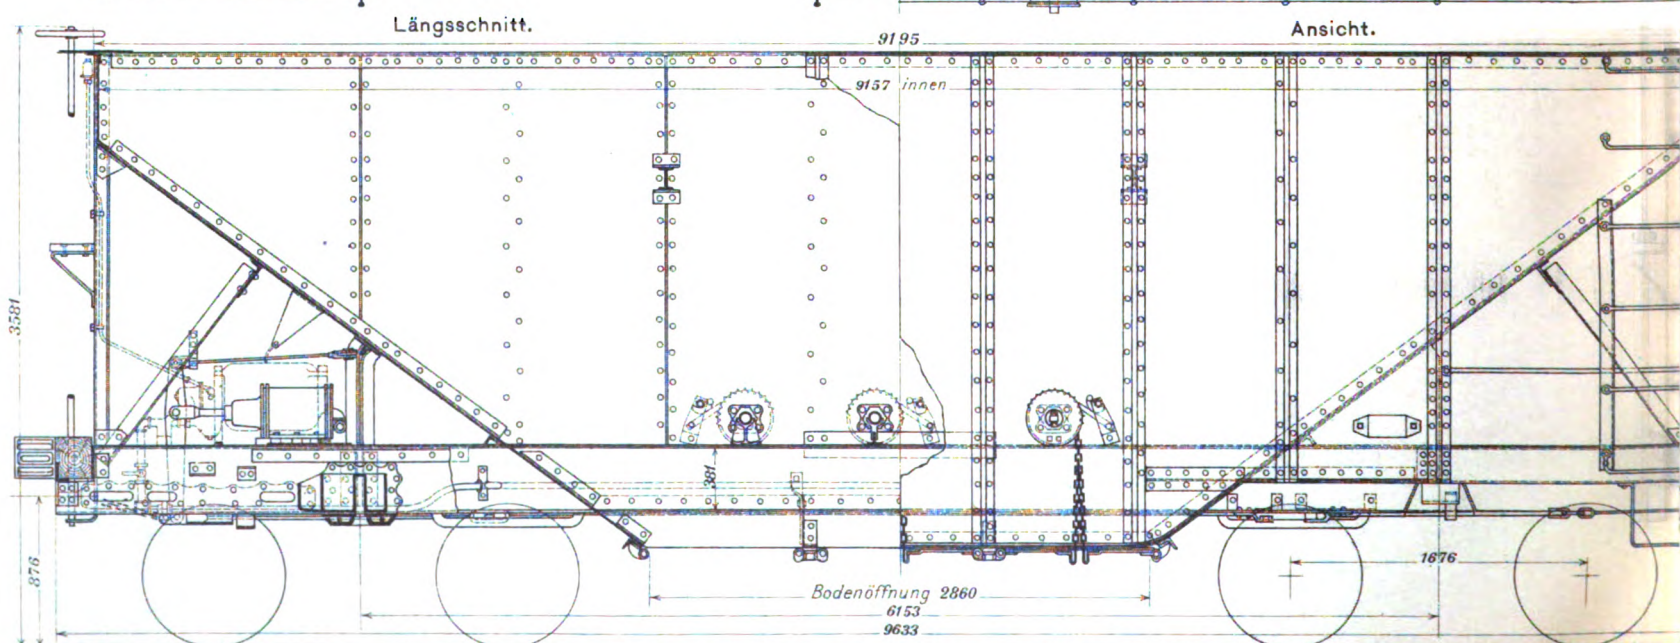 Längsschnitt.
Ansicht.
9195
9157 innen
3581
381
876
1676
Bodenöffnung 2860
6153
9633